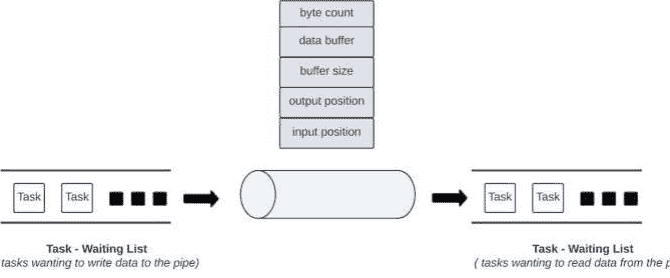 byte count
data buffer
buffer size
output position
input position
Task Task Task Task
Task - Waiting List Task - Waiting List
tasks wanting to write data to the pipe) ( tasks wanting to read data from the